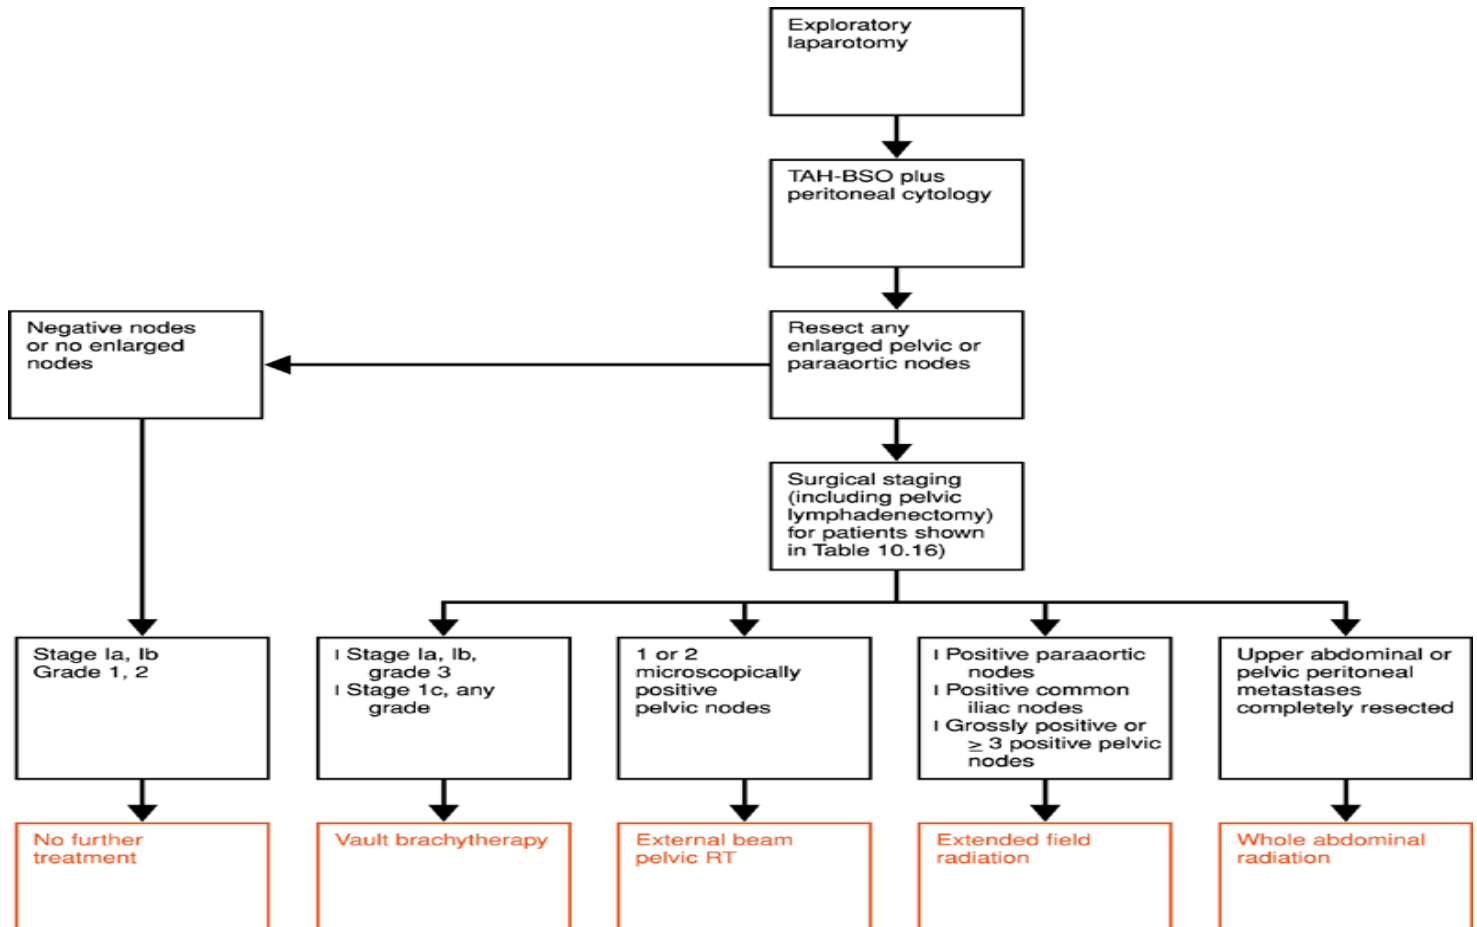 Exploratory
laparotomy
TAH-BSO plus
peritoneal cytology
Negative nodes
or no enlarged
nodes
Resect any
enlarged pelvic or
paraaortic nodes
Surgical staging
(including pelvic
lymphadenectomy)
for patients shown
in Table 10.16)
Stage Ia, Ib
Grade 1, 2
I Stage Ia, Ib,
grade 3
I Stage 1c, any
grade
1 or 2
microscopically
positive
pelvic nodes
I Positive paraaortic
nodes
I Positive common
iliac nodes
I Grossly positive or
≥ 3 positive pelvic
nodes
Upper abdominal or
pelvic peritoneal
metastases
completely resected
No further
treatment
Vault brachytherapy
External beam
pelvic RT
Extended field
radiation
Whole abdominal
radiation